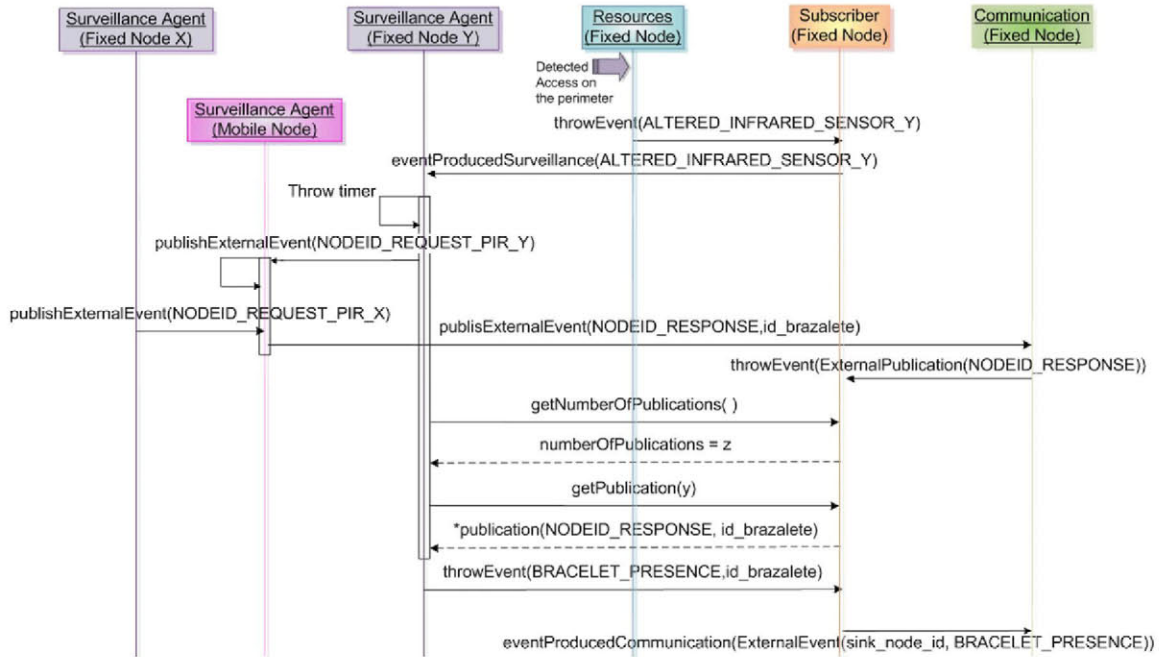 Surveillance Agent
(Fixed Node X)
Surveillance Agent
(Fixed Node Y)
Resources
(Fixed Node)
Subscriber
(Fixed Node)
Communication
(Fixed Node)
Detected
Access on
the perimeter
Surveillance Agent
(Mobile Node)
throwEvent(ALTERED_INFRARED_SENSOR_Y)
eventProducedSurveillance(ALTERED_INFRARED_SENSOR_Y)
Throw timer
publishExternalEvent(NODEID_REQUEST_PIR_Y)
publishExternalEvent(NODEID_REQUEST_PIR_X)
publisExternalEvent(NODEID_RESPONSE,id_brazalete)
throwEvent(ExternalPublication(NODEID_RESPONSE))
getNumberOfPublications( )
numberOfPublications = z
getPublication(y)
*publication(NODEID_RESPONSE, id_brazalete)
throwEvent(BRACELET_PRESENCE,id_brazalete)
eventProducedCommunication(ExternalEvent(sink_node_id, BRACELET_PRESENCE))